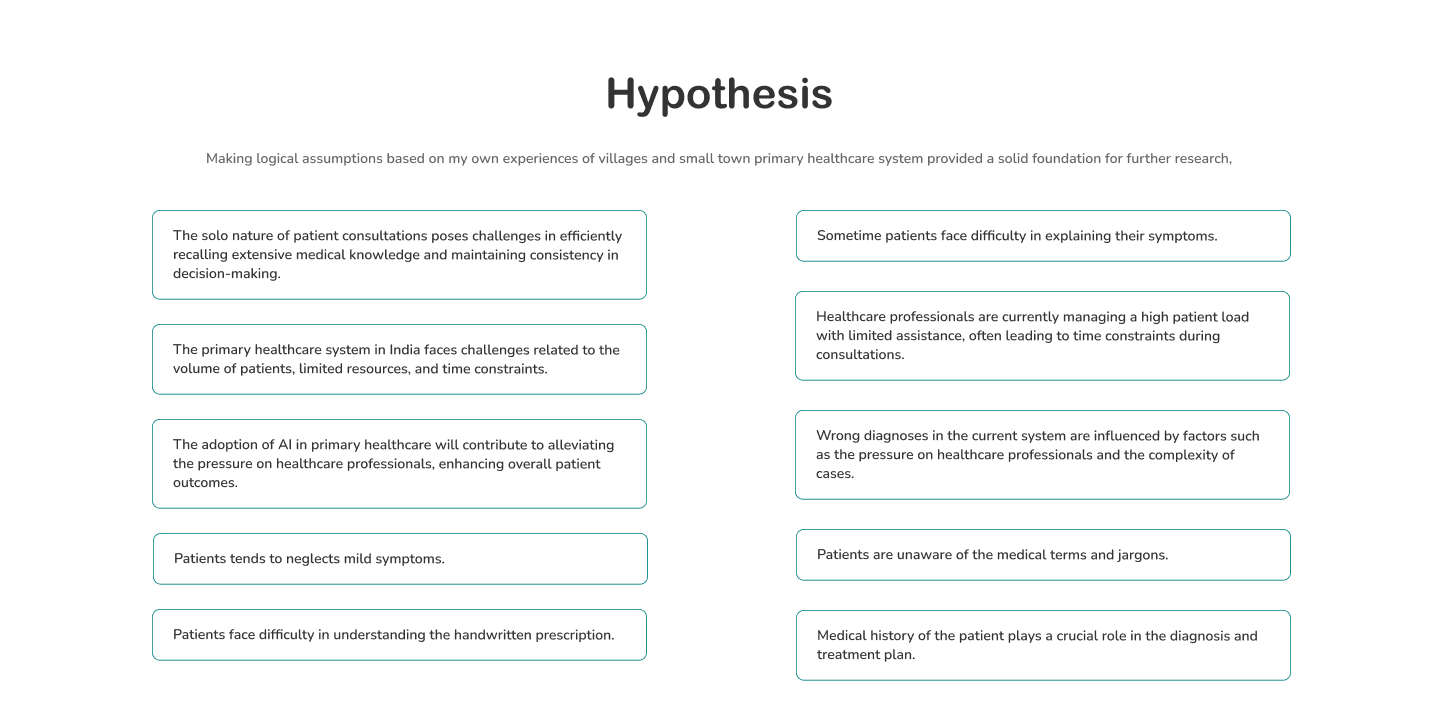 Hypothesis
Making logical assumptions based on my own experiences of villages and small town primary healthcare system provided a solid foundation for further research,
The solo nature of patient consultations poses challenges in efficiently
recalling extensive medical knowledge and maintaining consistency in
decision-making.
The primary healthcare system in India faces challenges related to the
volume of patients, limited resources, and time constraints.
The adoption of AI in primary healthcare will contribute to alleviating
the pressure on healthcare professionals, enhancing overall patient
outcomes.
Patients tends to neglects mild symptoms.
Patients face difficulty in understanding the handwritten prescription.
Sometime patients face difficulty in explaining their symptoms.
Healthcare professionals are currently managing a high patient load
with limited assistance, often leading to time constraints during
consultations.
Wrong diagnoses in the current system are influenced by factors such
as the pressure on healthcare professionals and the complexity of
cases.
Patients are unaware of the medical terms and jargons.
Medical history of the patient plays a crucial role in the diagnosis and
treatment plan.